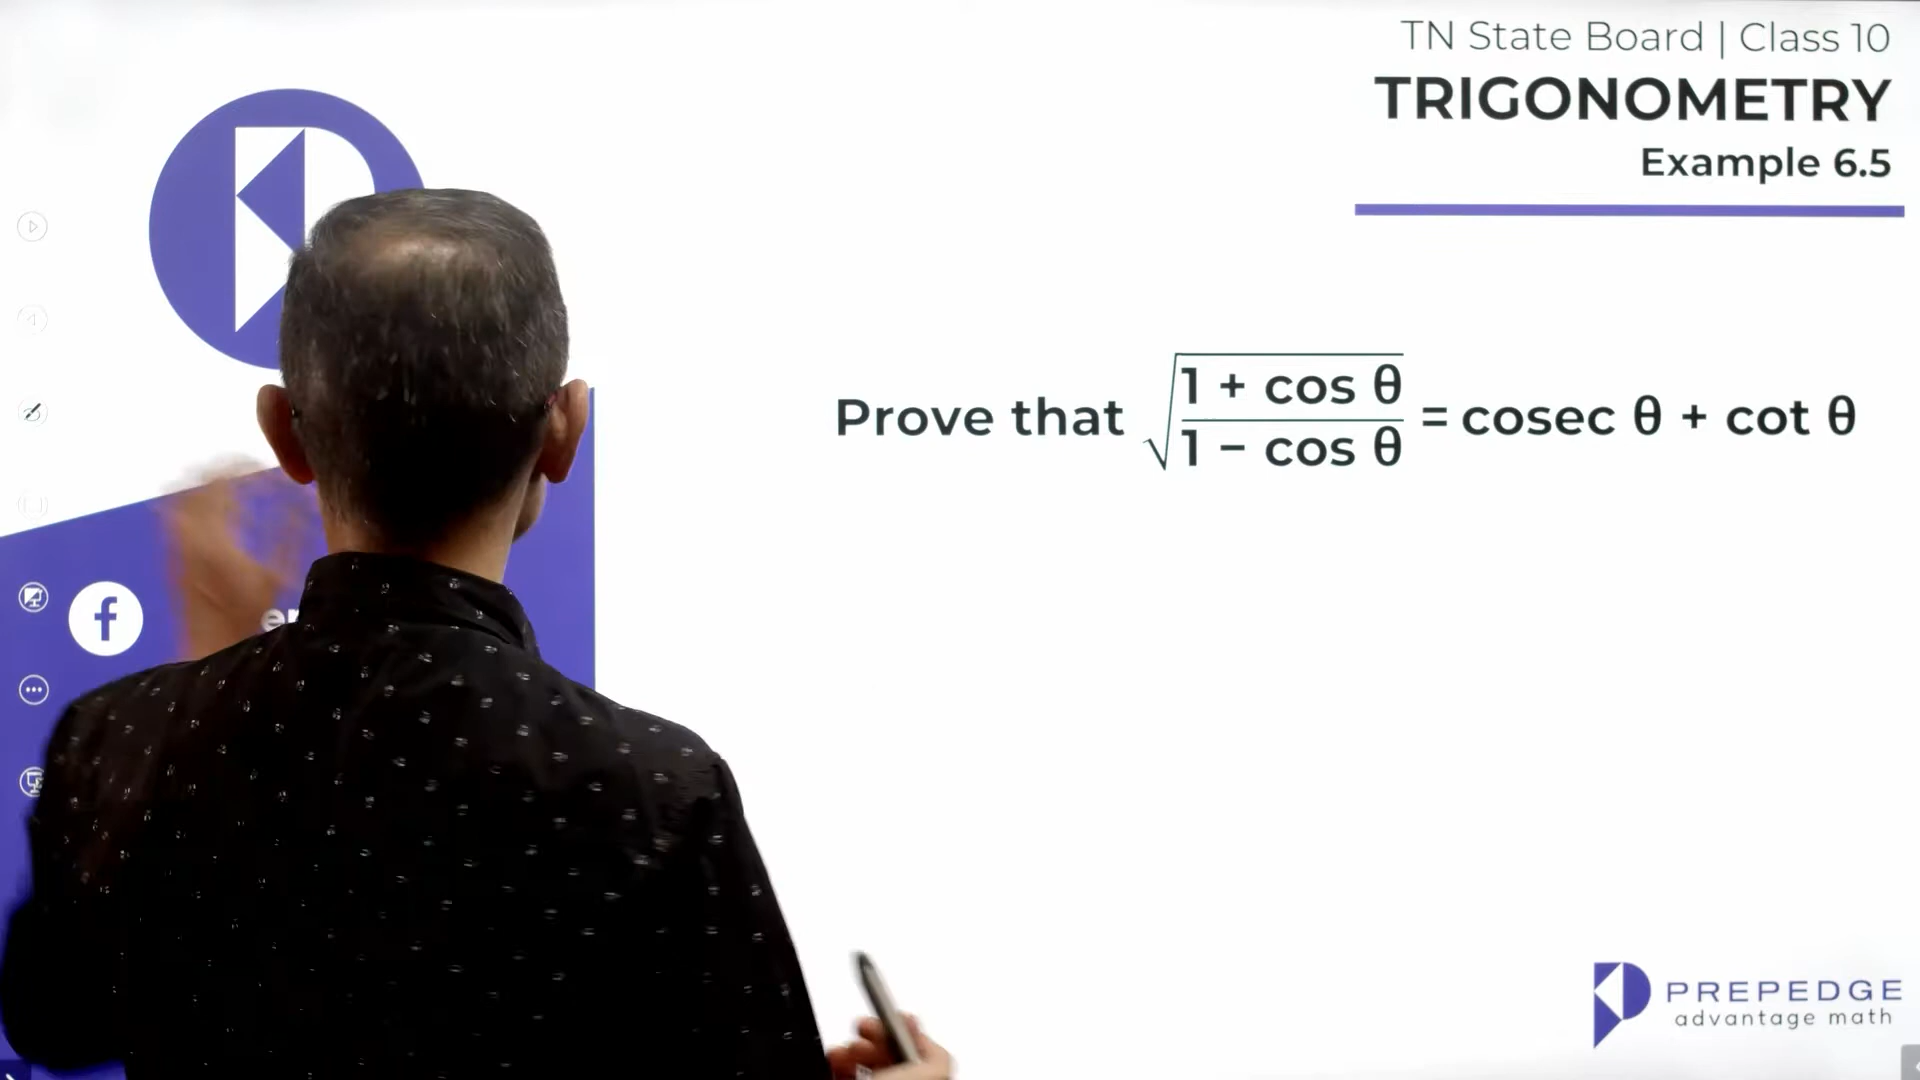 TN State Board | Class 10
TRIGONOMETRY
Example 6.5
Prove that √((1 + cos θ)/(1 − cos θ)) = cosec θ + cot θ
f
PREPEDGE
advantage math